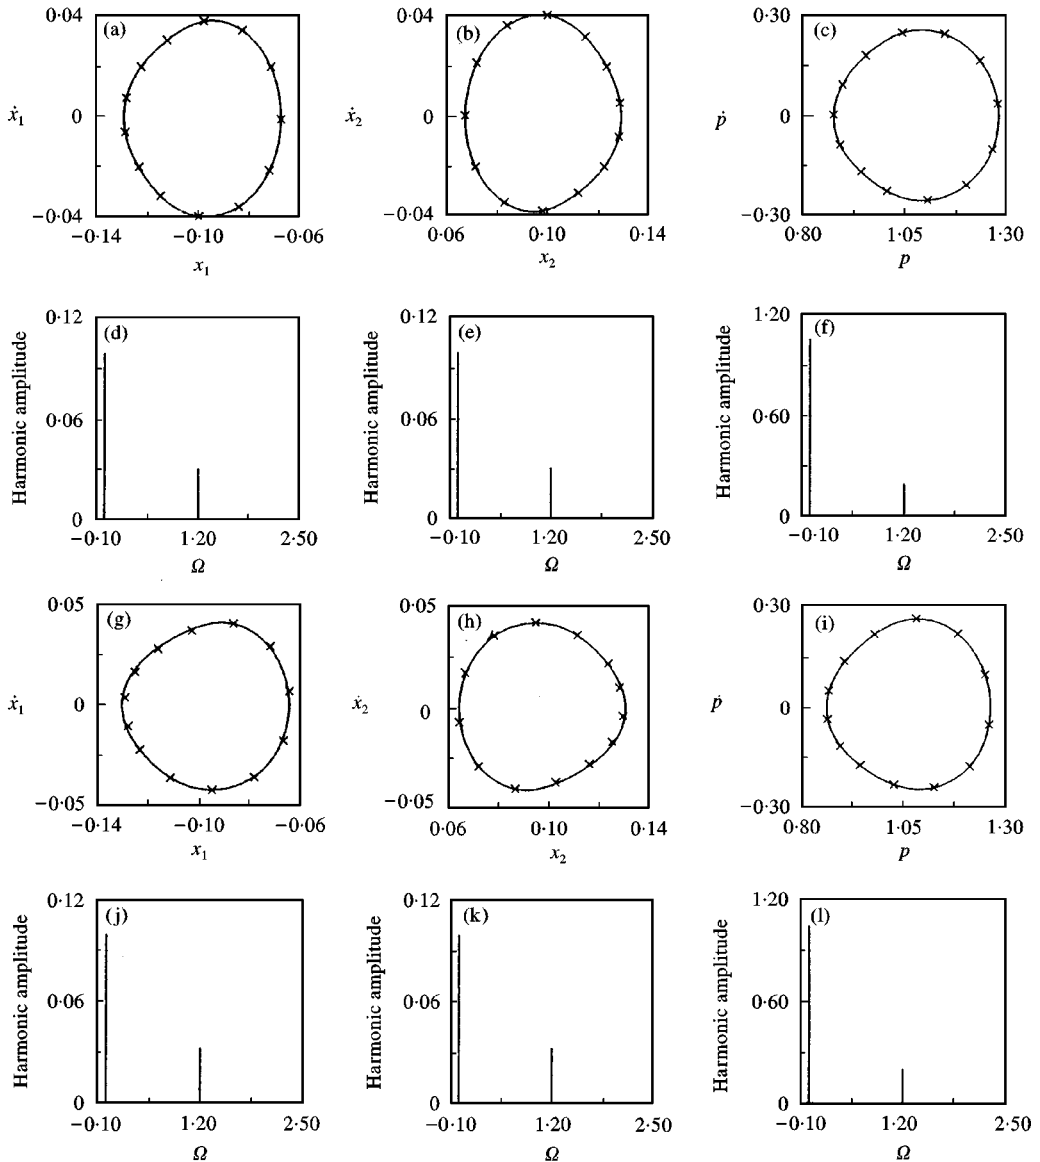 (a)
0·04
0
−0·04
ẋ₁
−0·14
−0·10
−0·06
x₁
(b)
0·04
0
−0·04
ẋ₂
0·06
0·10
0·14
x₂
(c)
0·30
0
−0·30
ṗ
0·80
1·05
1·30
p
(d)
0·12
0·06
0
Harmonic amplitude
−0·10
1·20
2·50
Ω
(e)
0·12
0·06
0
Harmonic amplitude
−0·10
1·20
2·50
Ω
(f)
1·20
0·60
0
Harmonic amplitude
−0·10
1·20
2·50
Ω
(g)
0·05
0
−0·05
ẋ₁
−0·14
−0·10
−0·06
x₁
(h)
0·05
0
−0·05
ẋ₂
0·06
0·10
0·14
x₂
(i)
0·30
0
−0·30
ṗ
0·80
1·05
1·30
p
(j)
0·12
0·06
0
Harmonic amplitude
−0·10
1·20
2·50
Ω
(k)
0·12
0·06
0
Harmonic amplitude
−0·10
1·20
2·50
Ω
(l)
1·20
0·60
0
Harmonic amplitude
−0·10
1·20
2·50
Ω